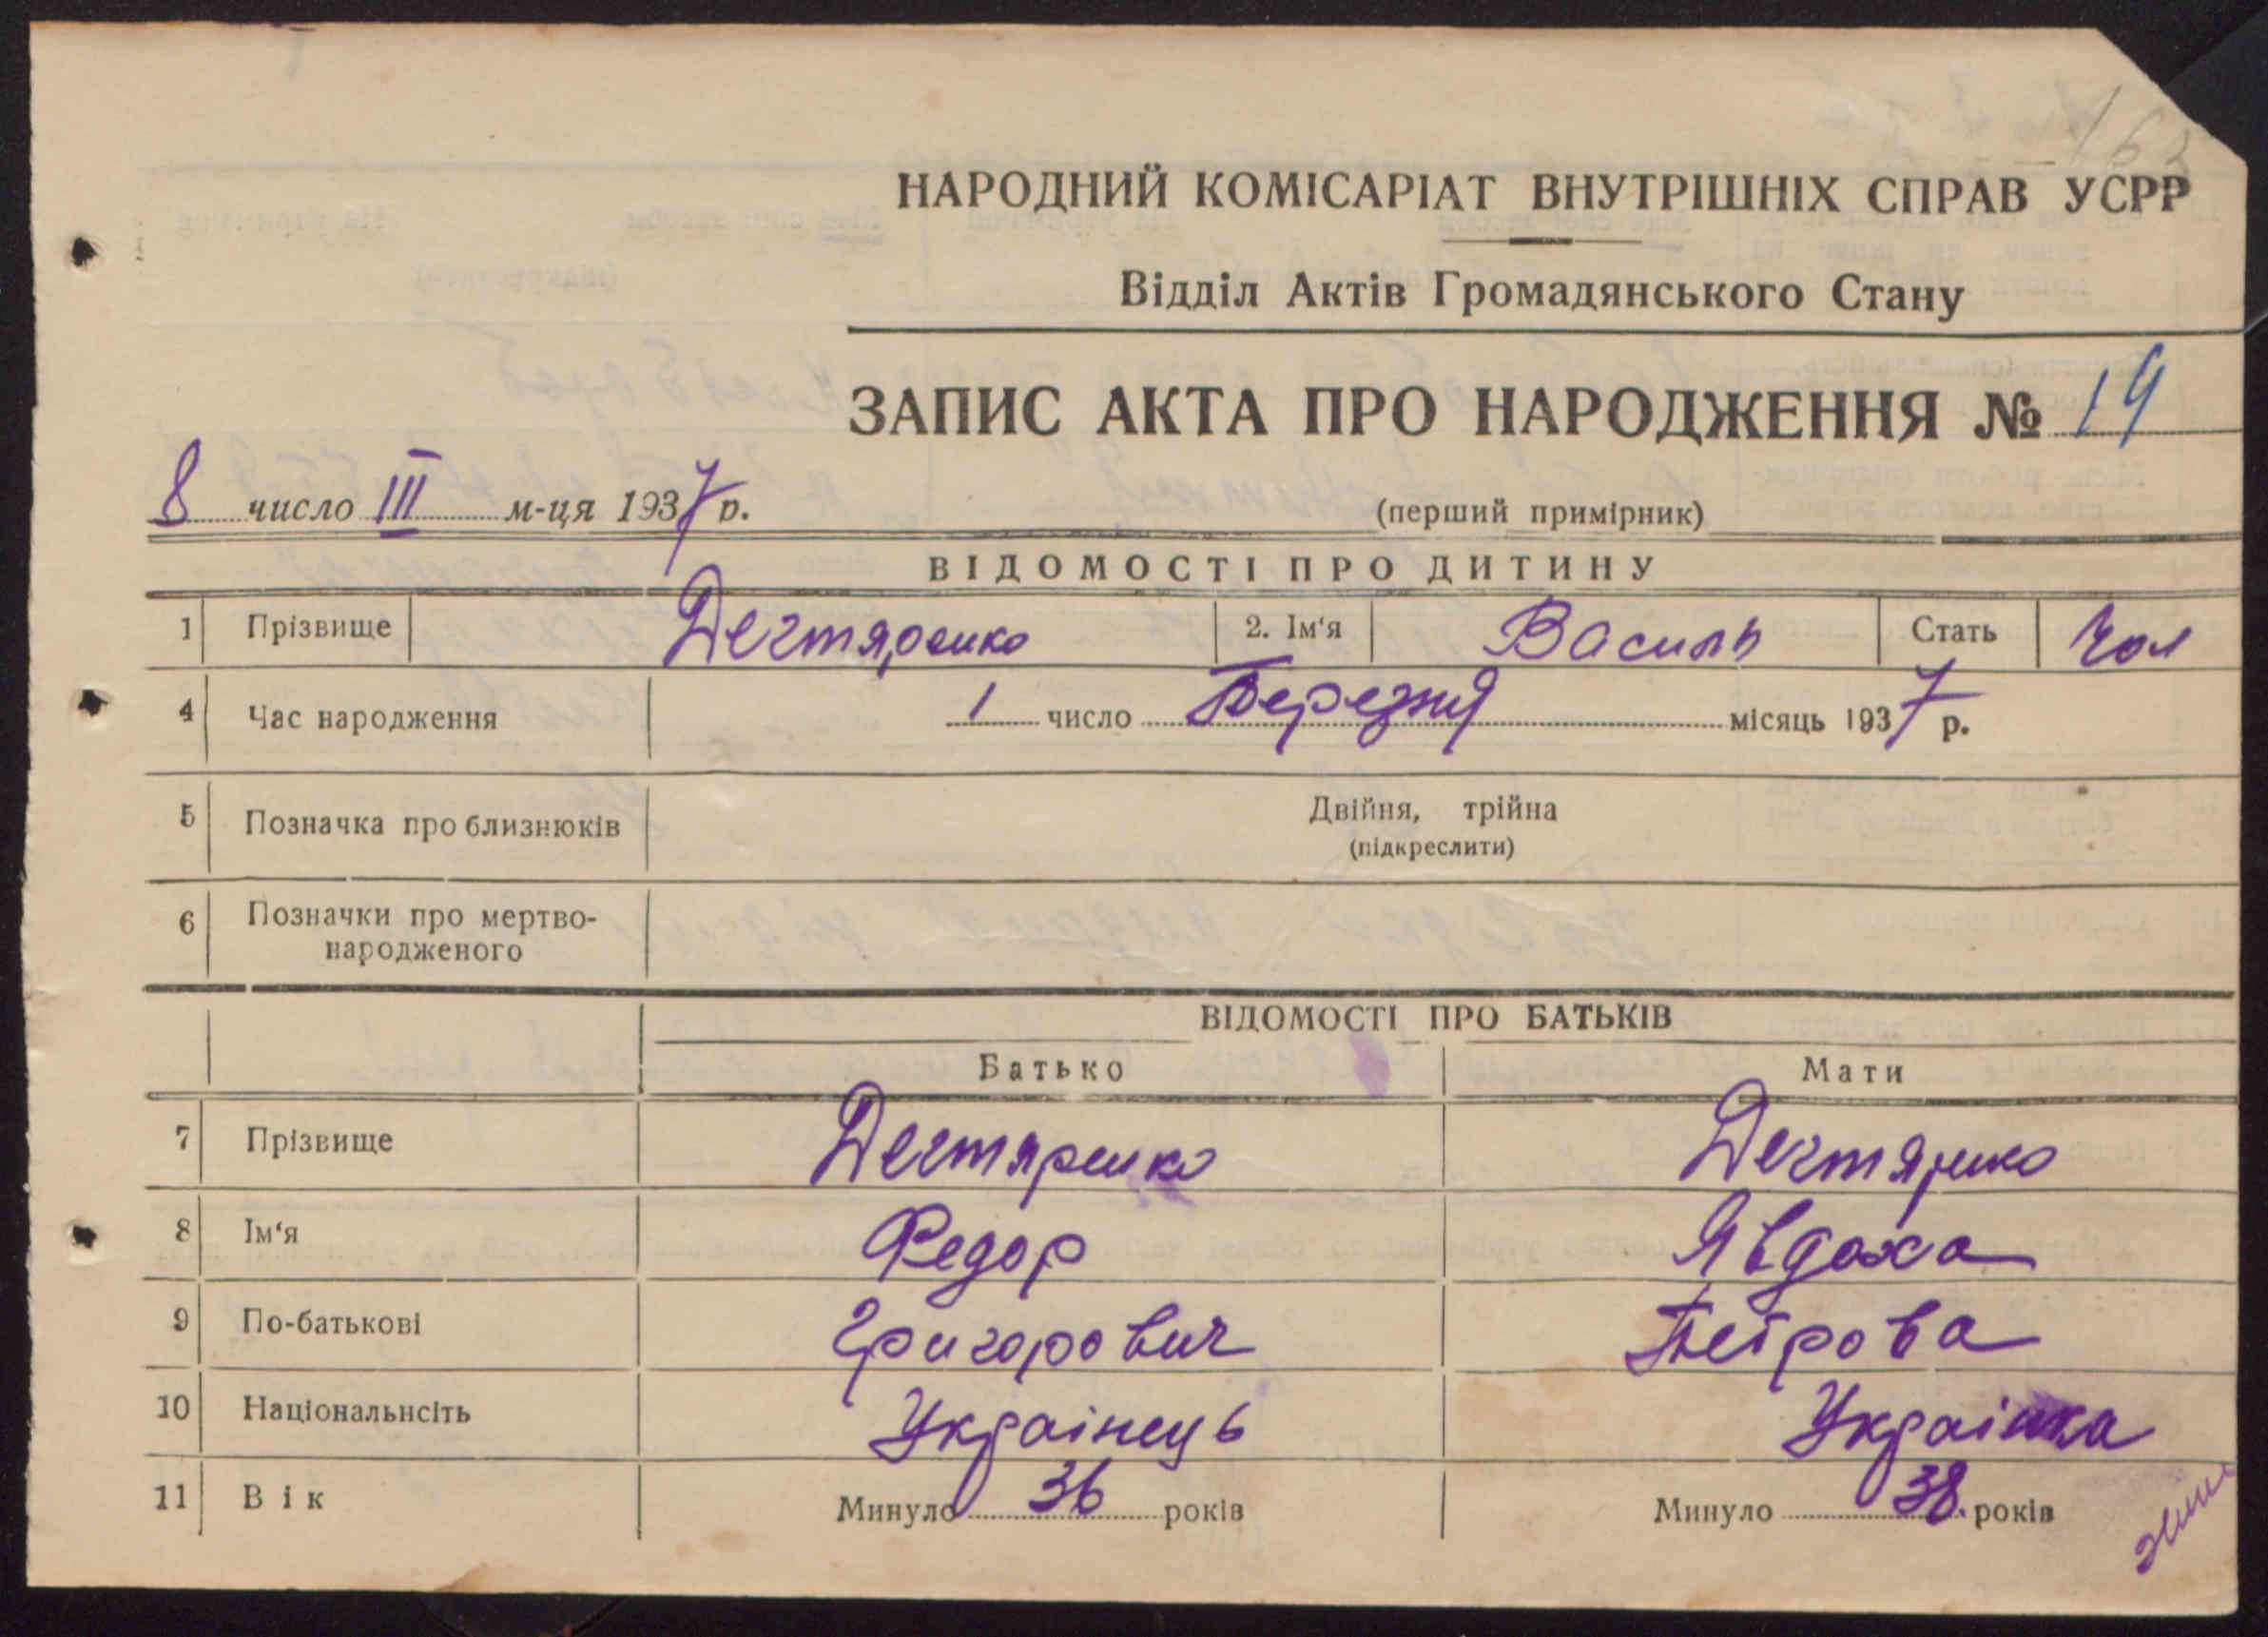 163
НАРОДНИЙ КОМІСАРІАТ ВНУТРІШНІХ СПРАВ УСРР
Відділ Актів Громадянського Стану
ЗАПИС АКТА ПРО НАРОДЖЕННЯ № 19
8 число III м-ця 1937 р.
(перший примірник)
ВІДОМОСТІ ПРО ДИТИНУ
1 Прізвище Дегтяренко 2. Ім'я Василь Стать Чол
4 Час народження 1 число Березня місяць 1937 р.
5 Позначка про близнюків Двійня, трійна
(підкреслити)
6 Позначки про мертво-
народженого
ВІДОМОСТІ ПРО БАТЬКІВ
Батько Мати
7 Прізвище Дегтяренко Дегтяренко
8 Ім'я Федор Явдоха
9 По-батькові Григорович Петрова
10 Національнсіть Украінець Украінка
11 Вік Минуло 36 років Минуло 38 років